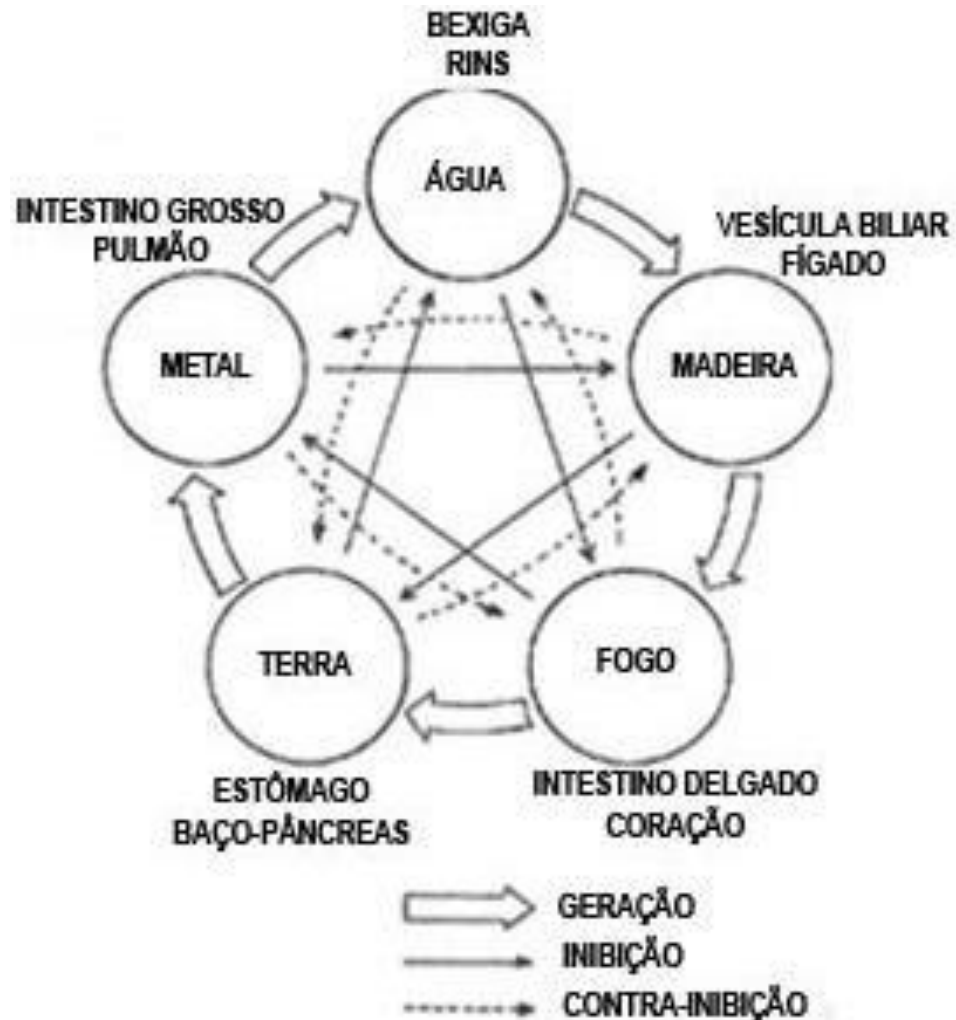 BEXIGA
RINS
ÁGUA
INTESTINO GROSSO
PULMÃO
VESÍCULA BILIAR
FÍGADO
METAL
MADEIRA
TERRA
FOGO
ESTÔMAGO
BAÇO-PÂNCREAS
INTESTINO DELGADO
CORAÇÃO
GERAÇÃO
INIBIÇÃO
CONTRA-INIBIÇÃO